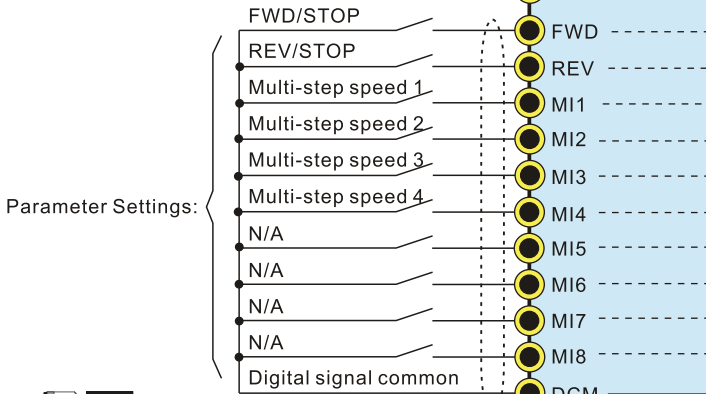 FWD/STOP
FWD
REV/STOP
REV
Multi-step speed 1
MI1
Multi-step speed 2
MI2
Multi-step speed 3
MI3
Parameter Settings:
Multi-step speed 4
MI4
N/A
MI5
N/A
MI6
N/A
MI7
N/A
MI8
Digital signal common
DCM